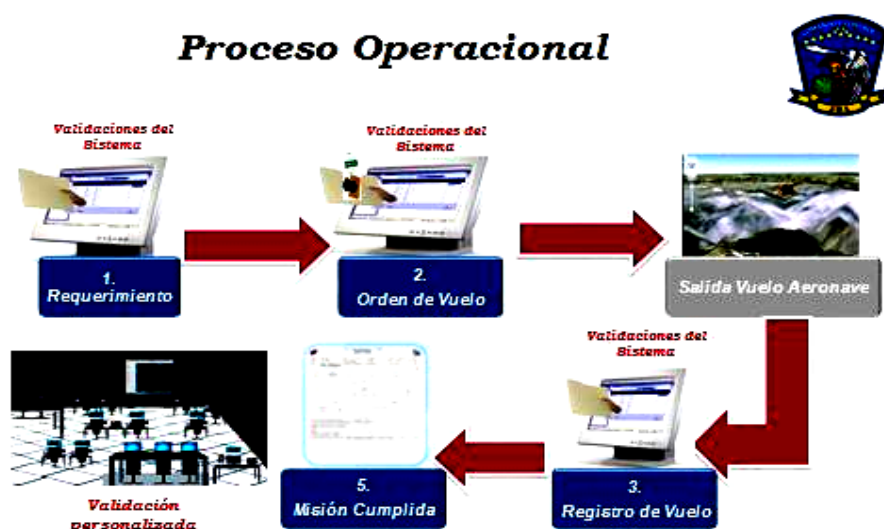 Proceso Operacional
Validaciones del
Sistema
Validaciones del
Sistema
1.
Requerimiento
2.
Orden de Vuelo
Salida Vuelo Aeronave
Validaciones del
Sistema
3.
Registro de Vuelo
5.
Misión Cumplida
Validación
personalizada